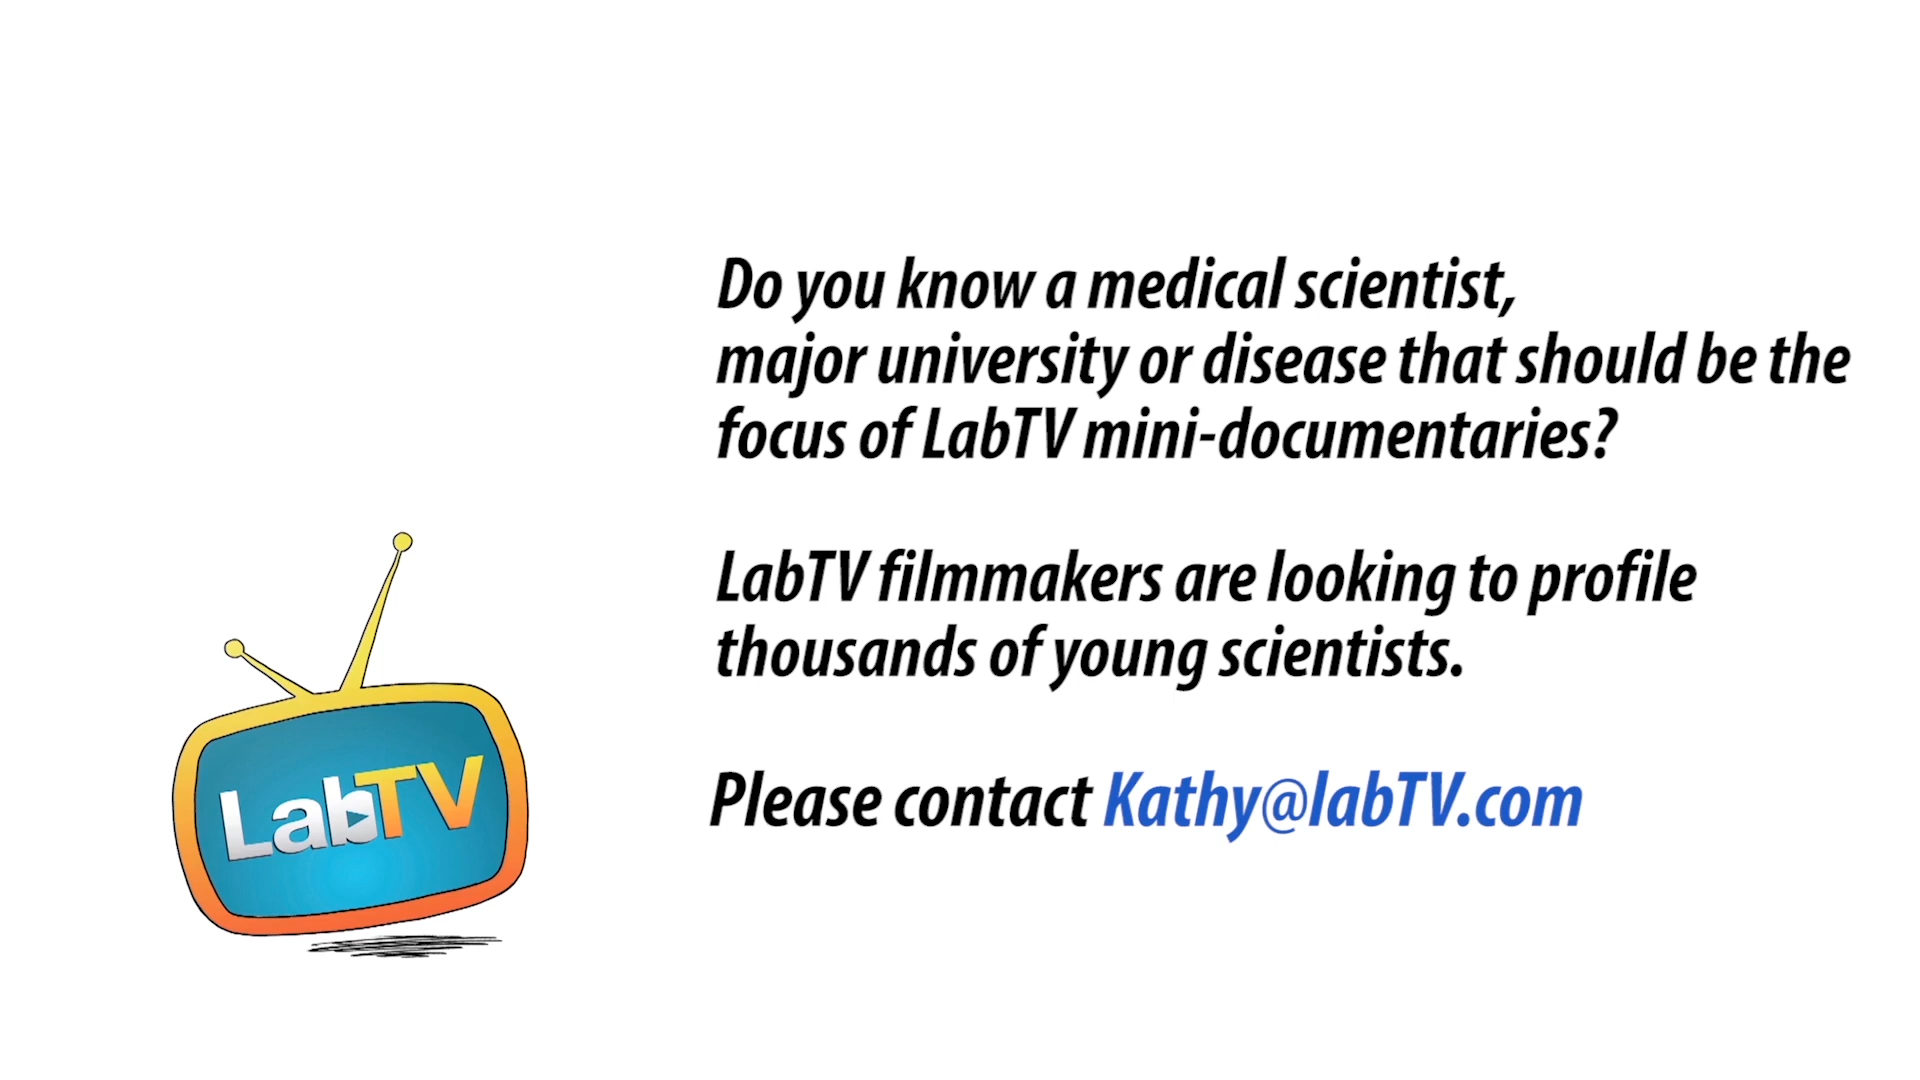 Do you know a medical scientist,
major university or disease that should be the
focus of LabTV mini-documentaries?
LabTV filmmakers are looking to profile
thousands of young scientists.
Please contact Kathy@labTV.com
LabTV